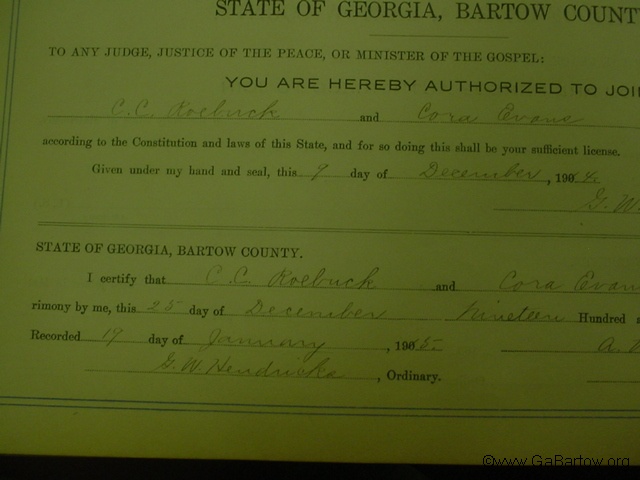 STATE OF GEORGIA, BARTOW COUNTY
TO ANY JUDGE, JUSTICE OF THE PEACE, OR MINISTER OF THE GOSPEL:
YOU ARE HEREBY AUTHORIZED TO JOI
C. C. Roebuck and Cora Evans
according to the Constitution and laws of this State, and for so doing this shall be your sufficient license.
Given under my hand and seal, this 9 day of December, 1904.
G. W.
STATE OF GEORGIA, BARTOW COUNTY.
I certify that C. C. Roebuck and Cora Evan
rimony by me, this 25 day of December Nineteen Hundred a
Recorded 19 day of January, 1905.
G. W. Hendricks, Ordinary.
©www.GaBartow.org